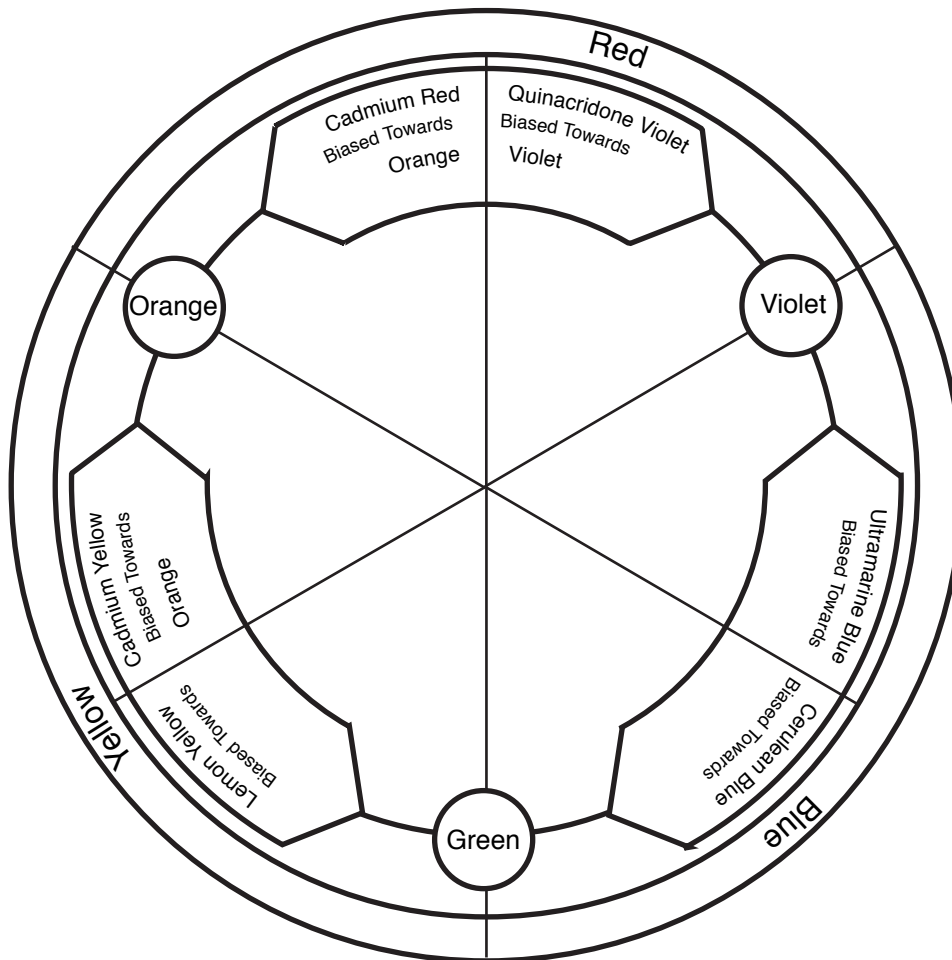 Red
Cadmium Red
Biased Towards
Orange
Quinacridone Violet
Biased Towards
Violet
Orange
Violet
Cadmium Yellow
Biased Towards
Orange
Ultramarine Blue
Biased Towards
Lemon Yellow
Biased Towards
Cerulean Blue
Biased Towards
Yellow
Blue
Green